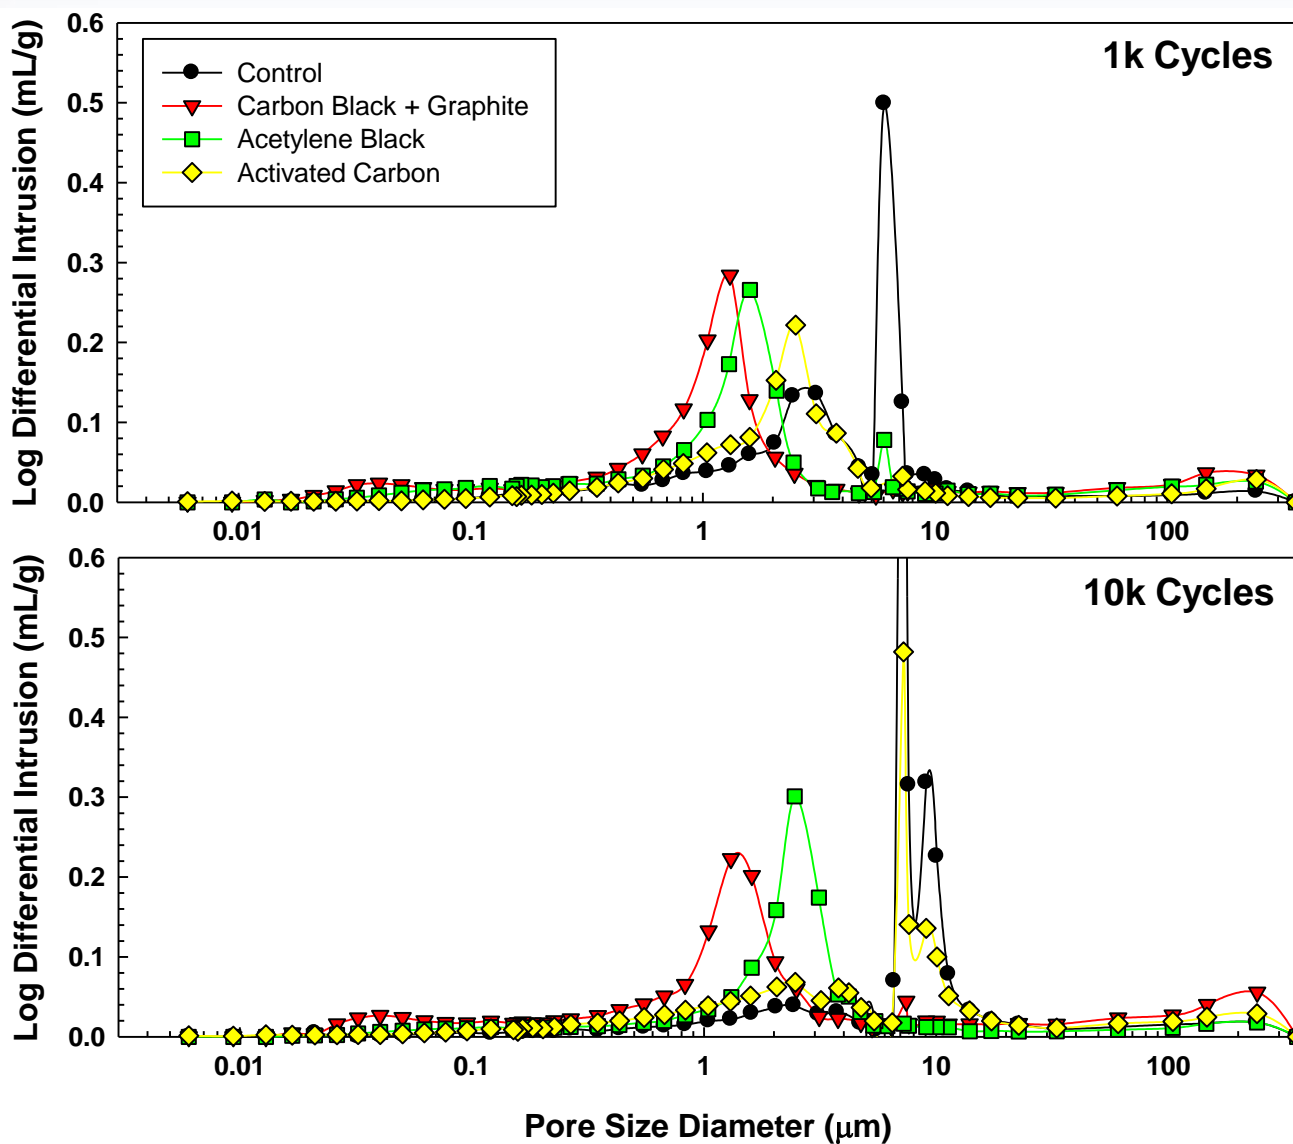 Log Differential Intrusion (mL/g)
0.6
0.5
0.4
0.3
0.2
0.1
0.0
1k Cycles
Control
Carbon Black + Graphite
Acetylene Black
Activated Carbon
0.01 0.1 1 10 100
Log Differential Intrusion (mL/g)
0.6
0.5
0.4
0.3
0.2
0.1
0.0
10k Cycles
0.01 0.1 1 10 100
Pore Size Diameter (μm)